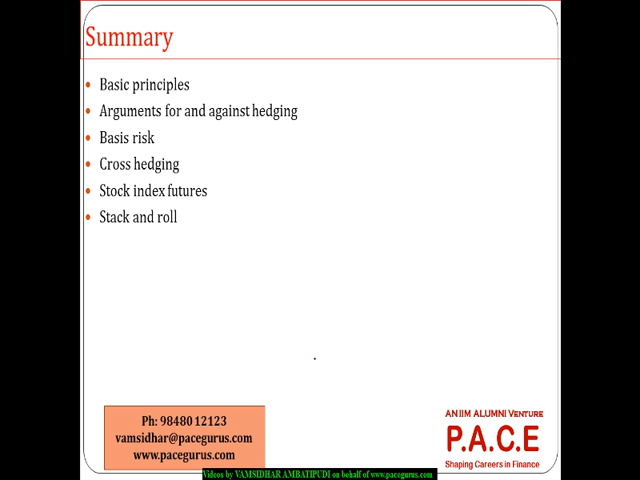 Summary
Basic principles
Arguments for and against hedging
Basis risk
Cross hedging
Stock index futures
Stack and roll
Ph: 98480 12123
vamsidhar@pacegurus.com
www.pacegurus.com
AN IIM ALUMNI VENTURE
P.A.C.E
Shaping Careers in Finance
Videos by VAMSIDHAR AMBATIPUDI on behalf of www.pacegurus.com